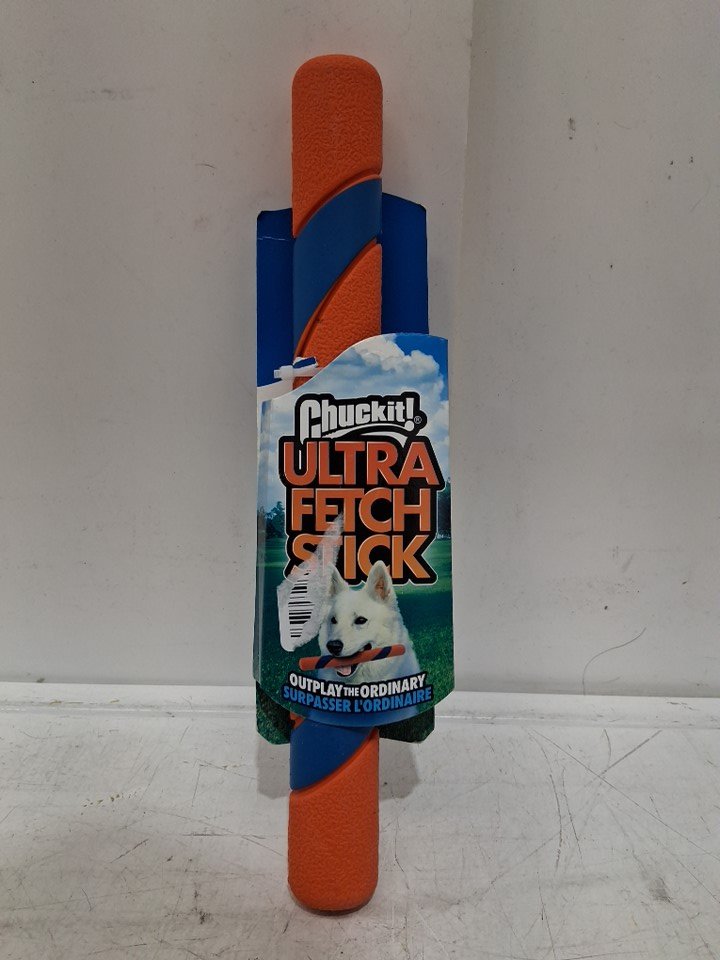 Chuckit!®
ULTRA
FETCH
STICK
OUTPLAY THE ORDINARY
SURPASSER L'ORDINAIRE